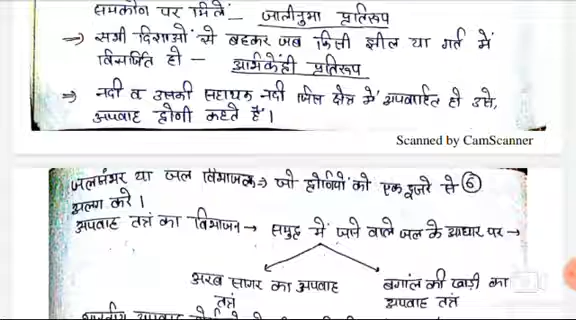 समकोण पर मिले – जालीनुमा प्रतिरूप
⇒ सभी दिशाओं से बहकर जब किसी झील या गर्त में
विसर्जित हो – अभिकेंद्री प्रतिरूप
⇒ नदी व उसकी सहायक नदी जिस क्षेत्र में अपवाहित हो उसे,
अपवाह द्रोणी कहते हैं।
Scanned by CamScanner
या जल विभाजक ⇒ जो द्रोणियों को एक दूसरे से ⑥
अलग करे।
अपवाह तंत्र का विभाजन → समुद्र में जाने वाले जल के आधार पर →
अरब सागर का अपवाह तंत्र
बगांल की खाड़ी का अपवाह तंत्र